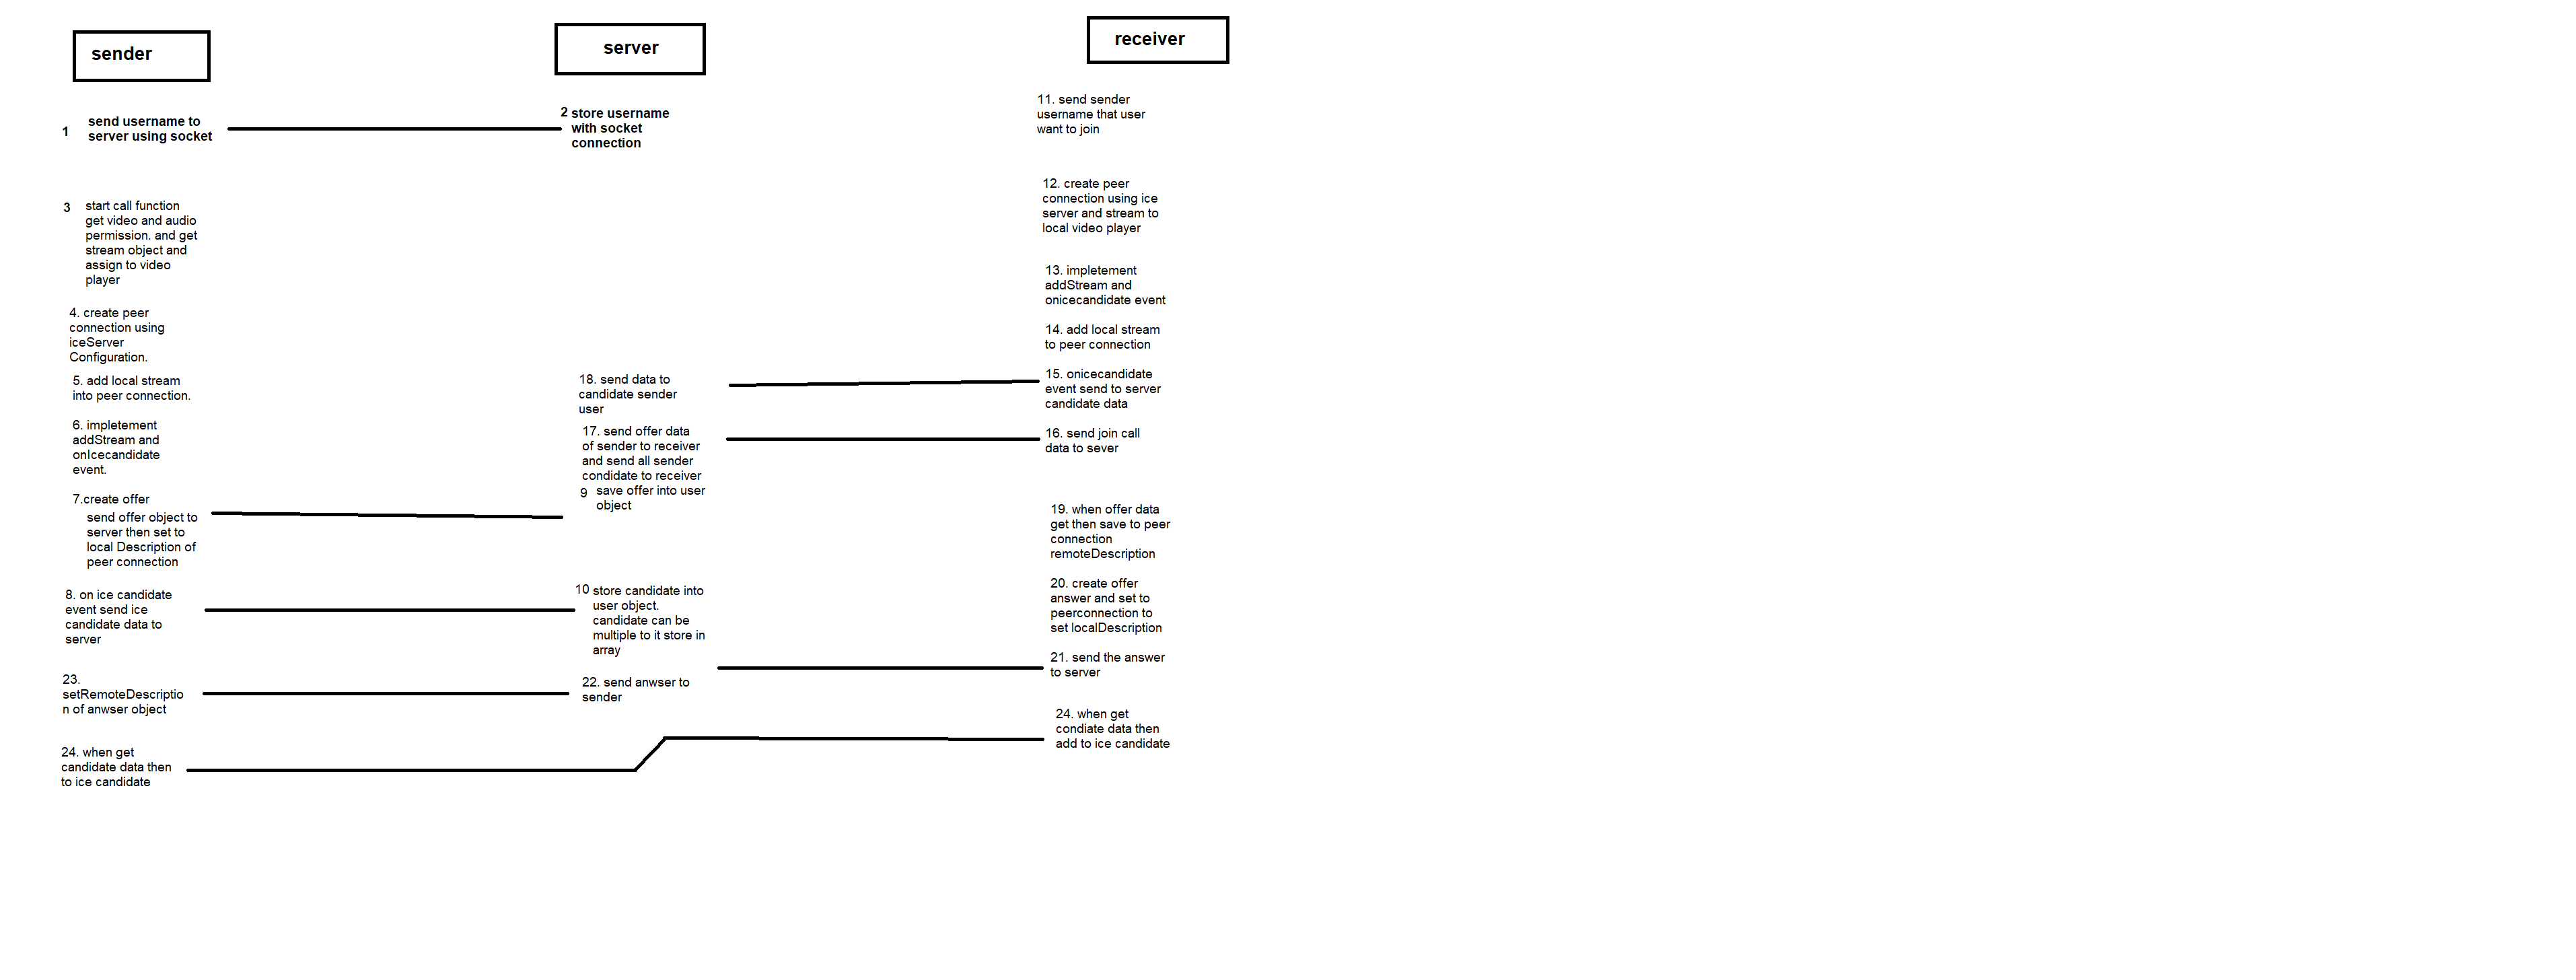 sender
server
receiver
1
send username to
server using socket
2
store username
with socket
connection
3
start call function
get video and audio
permission. and get
stream object and
assign to video
player
4. create peer
connection using
iceServer
Configuration.
5. add local stream
into peer connection.
6. impletement
addStream and
onIcecandidate
event.
7.create offer
send offer object to
server then set to
local Description of
peer connection
8. on ice candidate
event send ice
candidate data to
server
23.
setRemoteDescriptio
n of anwser object
24. when get
candidate data then
to ice candidate
18. send data to
candidate sender
user
17. send offer data
of sender to receiver
and send all sender
condidate to receiver
9
save offer into user
object
10
store candidate into
user object.
candidate can be
multiple to it store in
array
22. send anwser to
sender
11. send sender
username that user
want to join
12. create peer
connection using ice
server and stream to
local video player
13. impletement
addStream and
onicecandidate event
14. add local stream
to peer connection
15. onicecandidate
event send to server
candidate data
16. send join call
data to sever
19. when offer data
get then save to peer
connection
remoteDescription
20. create offer
answer and set to
peerconnection to
set localDescription
21. send the answer
to server
24. when get
condiate data then
add to ice candidate